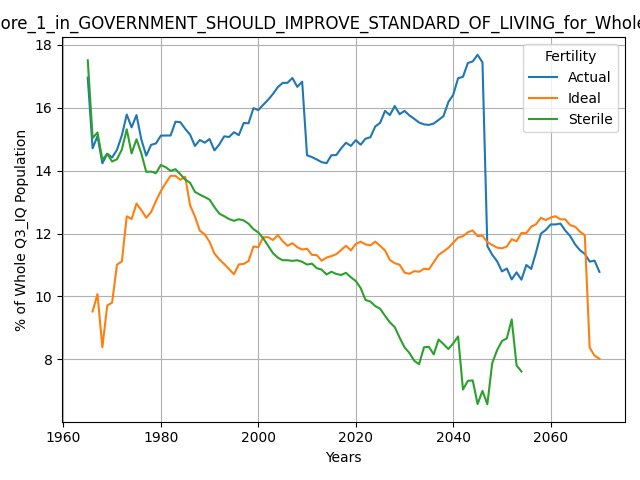 ore_1_in_GOVERNMENT_SHOULD_IMPROVE_STANDARD_OF_LIVING_for_Whole
18
16
14
12
10
8
% of Whole Q3_IQ Population
Fertility
Actual
Ideal
Sterile
1960
1980
2000
2020
2040
2060
Years